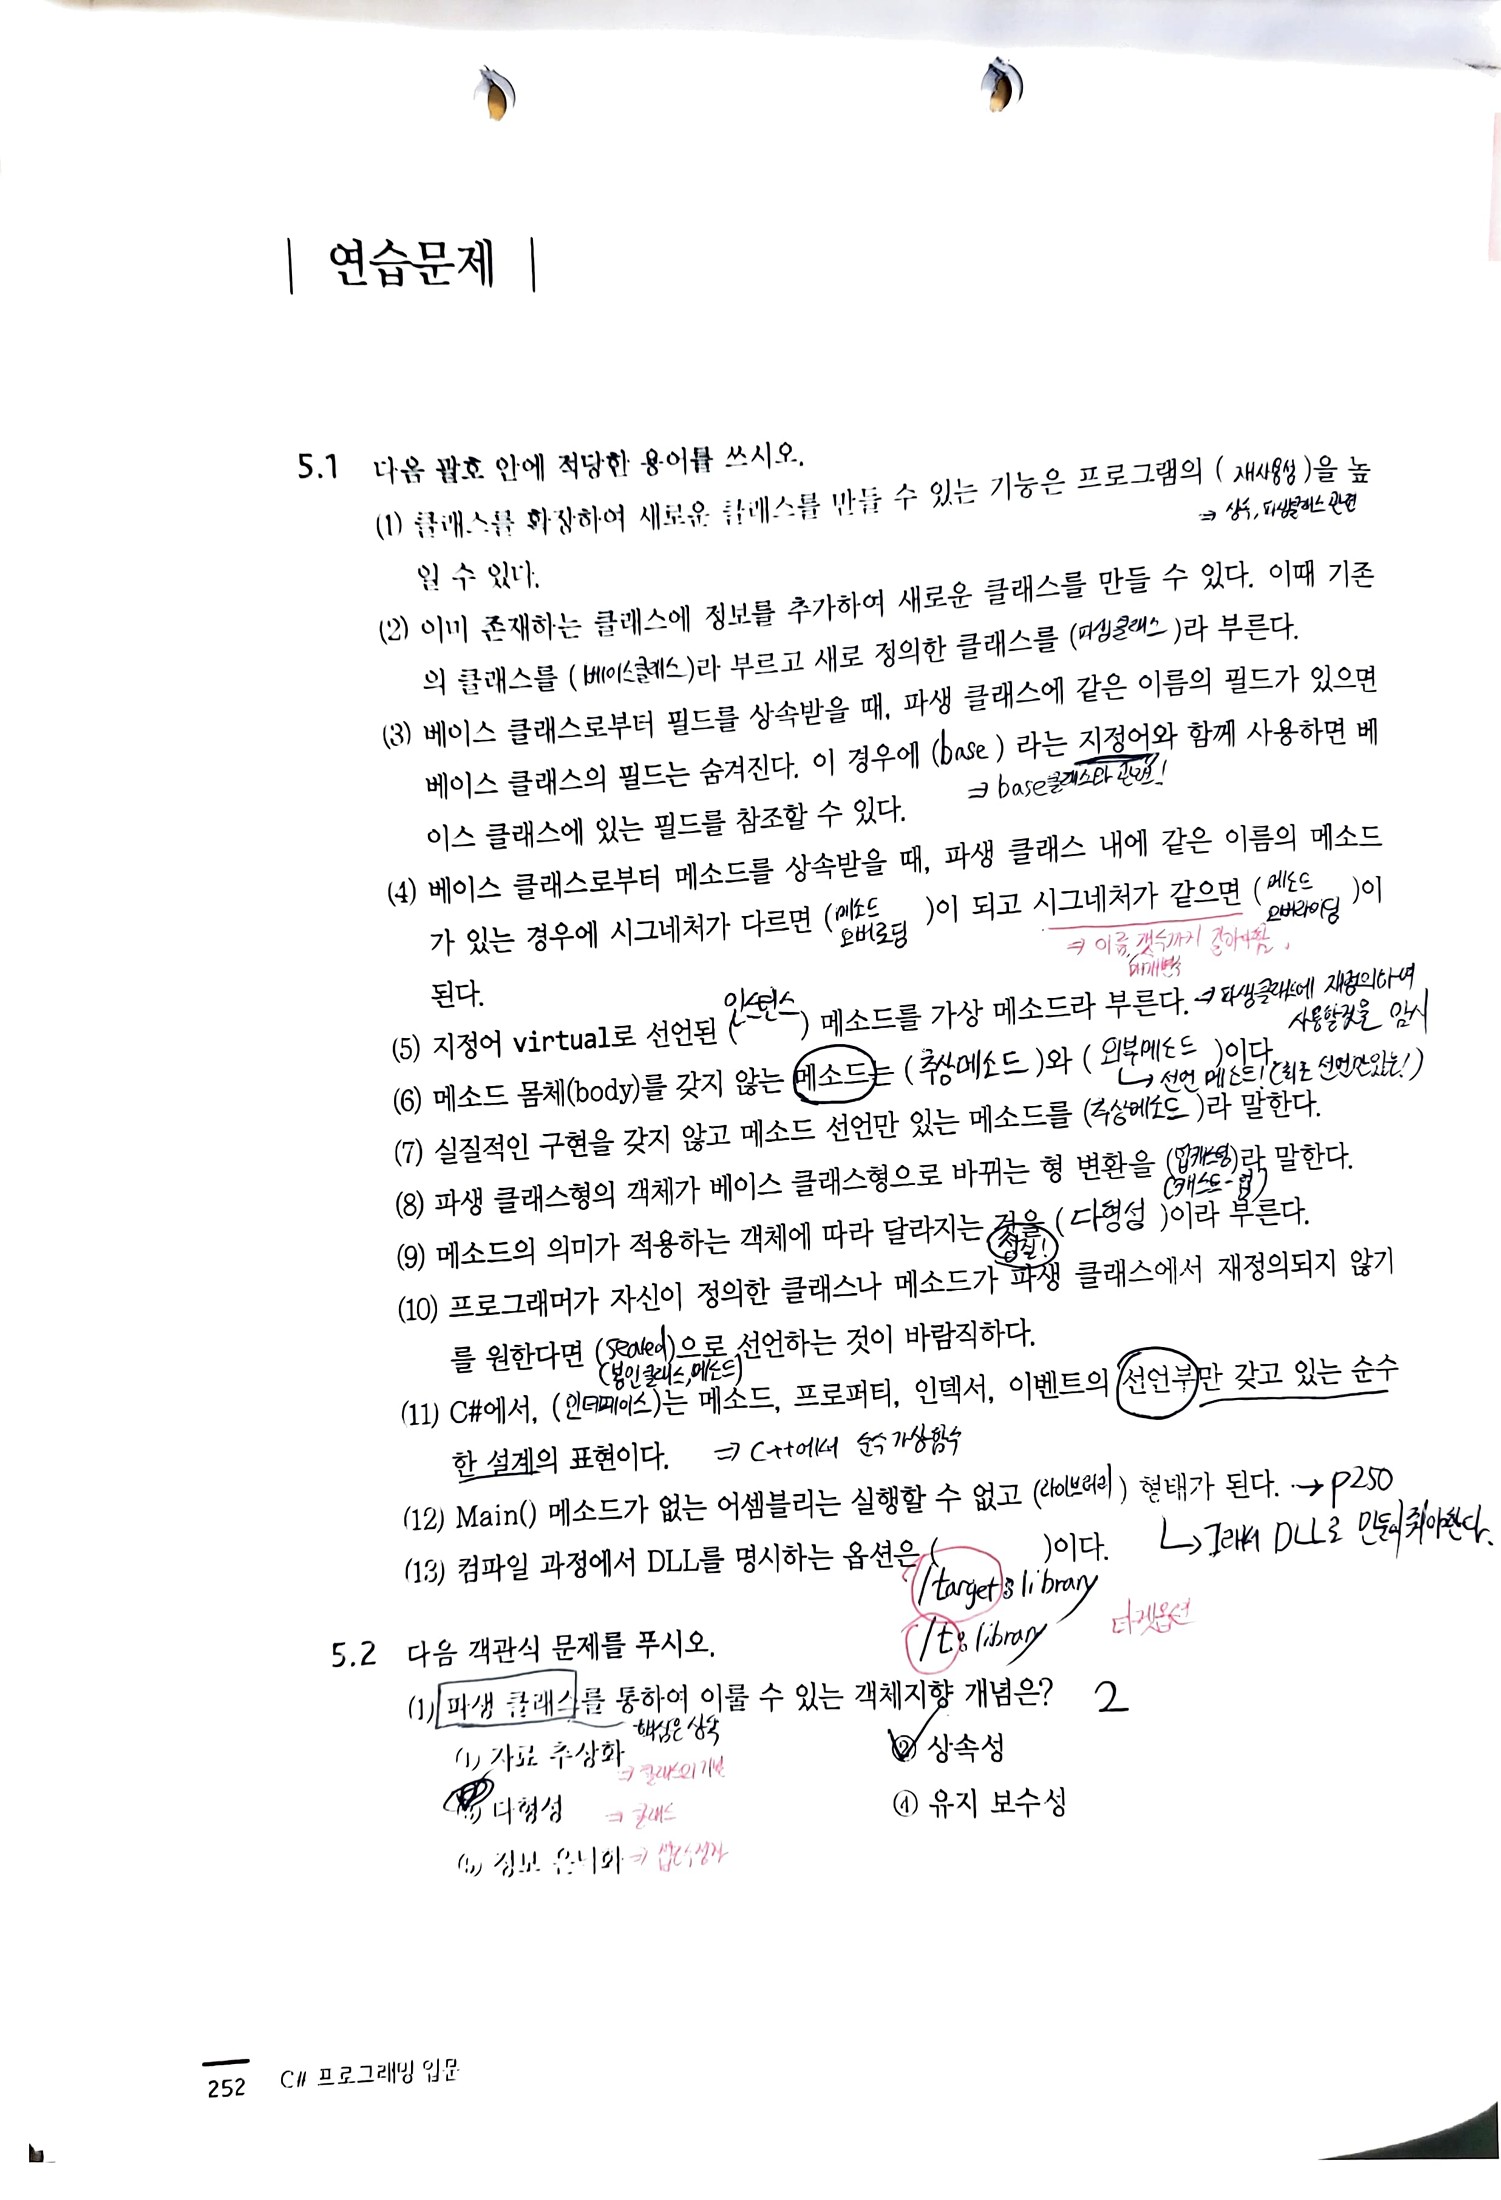 연습문제
5.1 다음 괄호 안에 적당한 용어를 쓰시오.
(1) 클래스를 확장하여 새로운 클래스를 만들 수 있는 기능은 프로그램의 ( 재사용성 )을 높
⇒ 상속, 파생클래스 관련
일 수 있다.
(2) 이미 존재하는 클래스에 정보를 추가하여 새로운 클래스를 만들 수 있다. 이때 기존
의 클래스를 ( 베이스클래스 )라 부르고 새로 정의한 클래스를 (파생클래스 )라 부른다.
(3) 베이스 클래스로부터 필드를 상속받을 때, 파생 클래스에 같은 이름의 필드가 있으면
베이스 클래스의 필드는 숨겨진다. 이 경우에 (base ) 라는 지정어와 함께 사용하면 베
⇒ base클래스와 관련!
이스 클래스에 있는 필드를 참조할 수 있다.
(4) 베이스 클래스로부터 메소드를 상속받을 때, 파생 클래스 내에 같은 이름의 메소드
가 있는 경우에 시그네처가 다르면 (메소드 오버로딩 )이 되고 시그네처가 같으면 (메소드 오버라이딩 )이
⇒ 이름, 갯수까지 같아야함.
매개변수
된다.
(5) 지정어 virtual로 선언된 (인스턴스 ) 메소드를 가상 메소드라 부른다. → 파생클래스에 재정의하여
사용할것을 암시
(6) 메소드 몸체(body)를 갖지 않는 메소드는 ( 추상메소드 )와 ( 외부메소드 )이다.
↳ 선언 메소드!
(7) 실질적인 구현을 갖지 않고 메소드 선언만 있는 메소드를 (추상메소드 )라 말한다.
(8) 파생 클래스형의 객체가 베이스 클래스형으로 바뀌는 형 변환을 (업캐스팅)라 말한다.
(캐스트-업)
(9) 메소드의 의미가 적용하는 객체에 따라 달라지는 것을 ( 다형성 )이라 부른다.
성질!
(10) 프로그래머가 자신이 정의한 클래스나 메소드가 파생 클래스에서 재정의되지 않기
를 원한다면 (sealed)으로 선언하는 것이 바람직하다.
(봉인클래스,메소드)
(11) C#에서, (인터페이스)는 메소드, 프로퍼티, 인덱서, 이벤트의 선언부만 갖고 있는 순수
한 설계의 표현이다. ⇒ C++에서 순수가상함수
(12) Main() 메소드가 없는 어셈블리는 실행할 수 없고 (라이브러리 ) 형태가 된다. → p250
↳ 그래서 DLL로 만들어줘야한다.
(13) 컴파일 과정에서 DLL를 명시하는 옵션은 ( )이다.
/target:library
/t:library
타겟옵션
5.2 다음 객관식 문제를 푸시오.
(1) 파생 클래스를 통하여 이룰 수 있는 객체지향 개념은? 2
핵심은 상속
① 자료 추상화 ⇒ 클래스의 기반
② 상속성
③ 다형성 ⇒ 클래스
④ 유지 보수성
⑤ 정보 은닉화 ⇒
252 C# 프로그래밍 입문